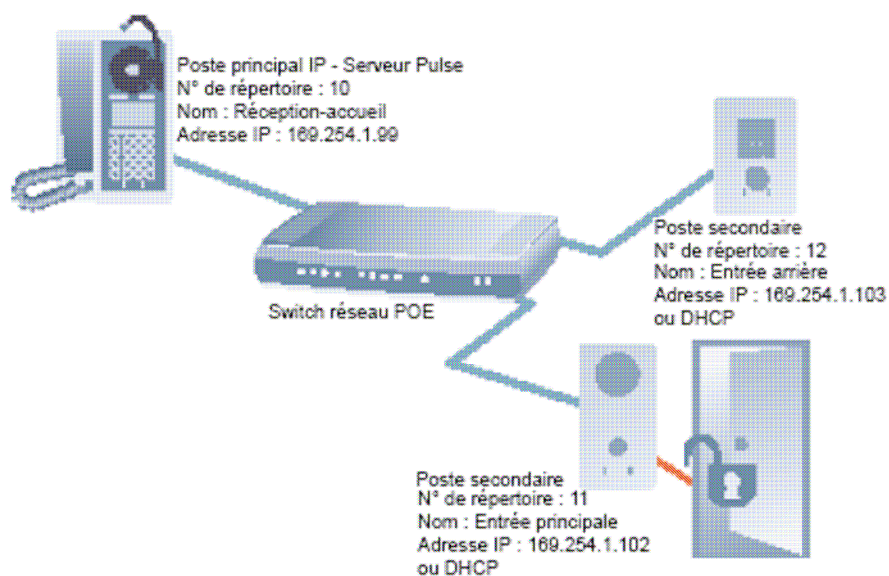 Poste principal IP - Serveur Pulse
N° de répertoire : 10
Nom : Réception-accueil
Adresse IP : 169.254.1.99
Poste secondaire
N° de répertoire : 12
Nom : Entrée arrière
Adresse IP : 169.254.1.103
ou DHCP
Switch réseau POE
Poste secondaire
N° de répertoire : 11
Nom : Entrée principale
Adresse IP : 169.254.1.102
ou DHCP